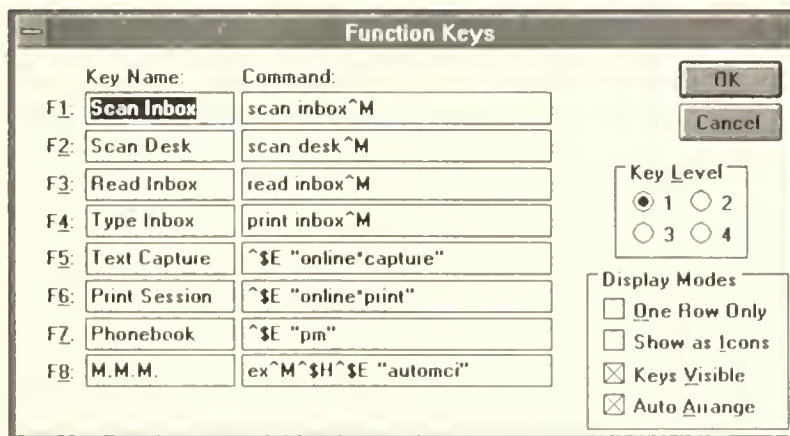 Function Keys
Key Name: Command:
F1: Scan Inbox scan inbox^M
F2: Scan Desk scan desk^M
F3: Read Inbox read inbox^M
F4: Type Inbox print inbox^M
F5: Text Capture ^$E "online*capture"
F6: Print Session ^$E "online*print"
F7. Phonebook ^$E "pm"
F8: M.M.M. ex^M^$H^$E "automci"
OK
Cancel
Key Level
1 2
3 4
Display Modes
One Row Only
Show as Icons
Keys Visible
Auto Arrange